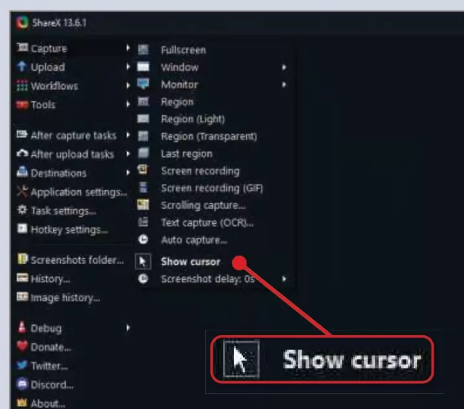 ShareX 13.6.1
Capture
Upload
Workflows
Tools
After capture tasks
After upload tasks
Destinations
Application settings...
Task settings...
Hotkey settings...
Screenshots folder...
History...
Image history...
Debug
Donate...
Twitter...
Discord...
About...
Fullscreen
Window
Monitor
Region
Region (Light)
Region (Transparent)
Last region
Screen recording
Screen recording (GIF)
Scrolling capture...
Text capture (OCR)...
Auto capture...
Show cursor
Screenshot delay: 0s
Show cursor